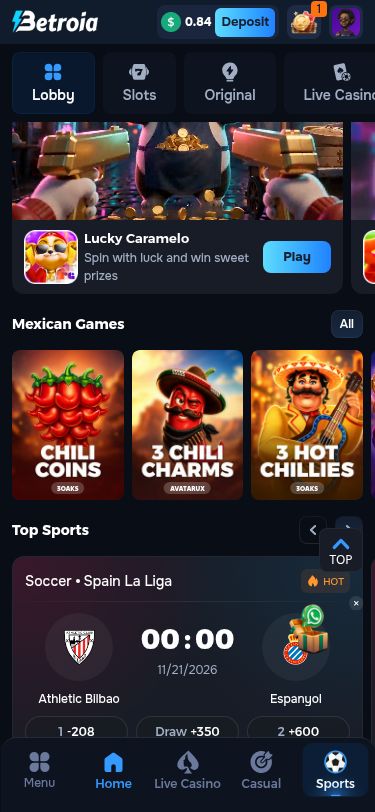 Betroia
$ 0.84 Deposit
1
Lobby
Slots
Original
Live Casino
Lucky Caramelo
Spin with luck and win sweet
prizes
Play
Mexican Games
All
CHILI
COINS
3OAKS
3 CHILI
CHARMS
AVATARUX
3 HOT
CHILLIES
3OAKS
Top Sports
TOP
Soccer • Spain La Liga
HOT
00:00
11/21/2026
Athletic Bilbao
Espanyol
1 -208
Draw +350
2 +600
Menu
Home
Live Casino
Casual
Sports